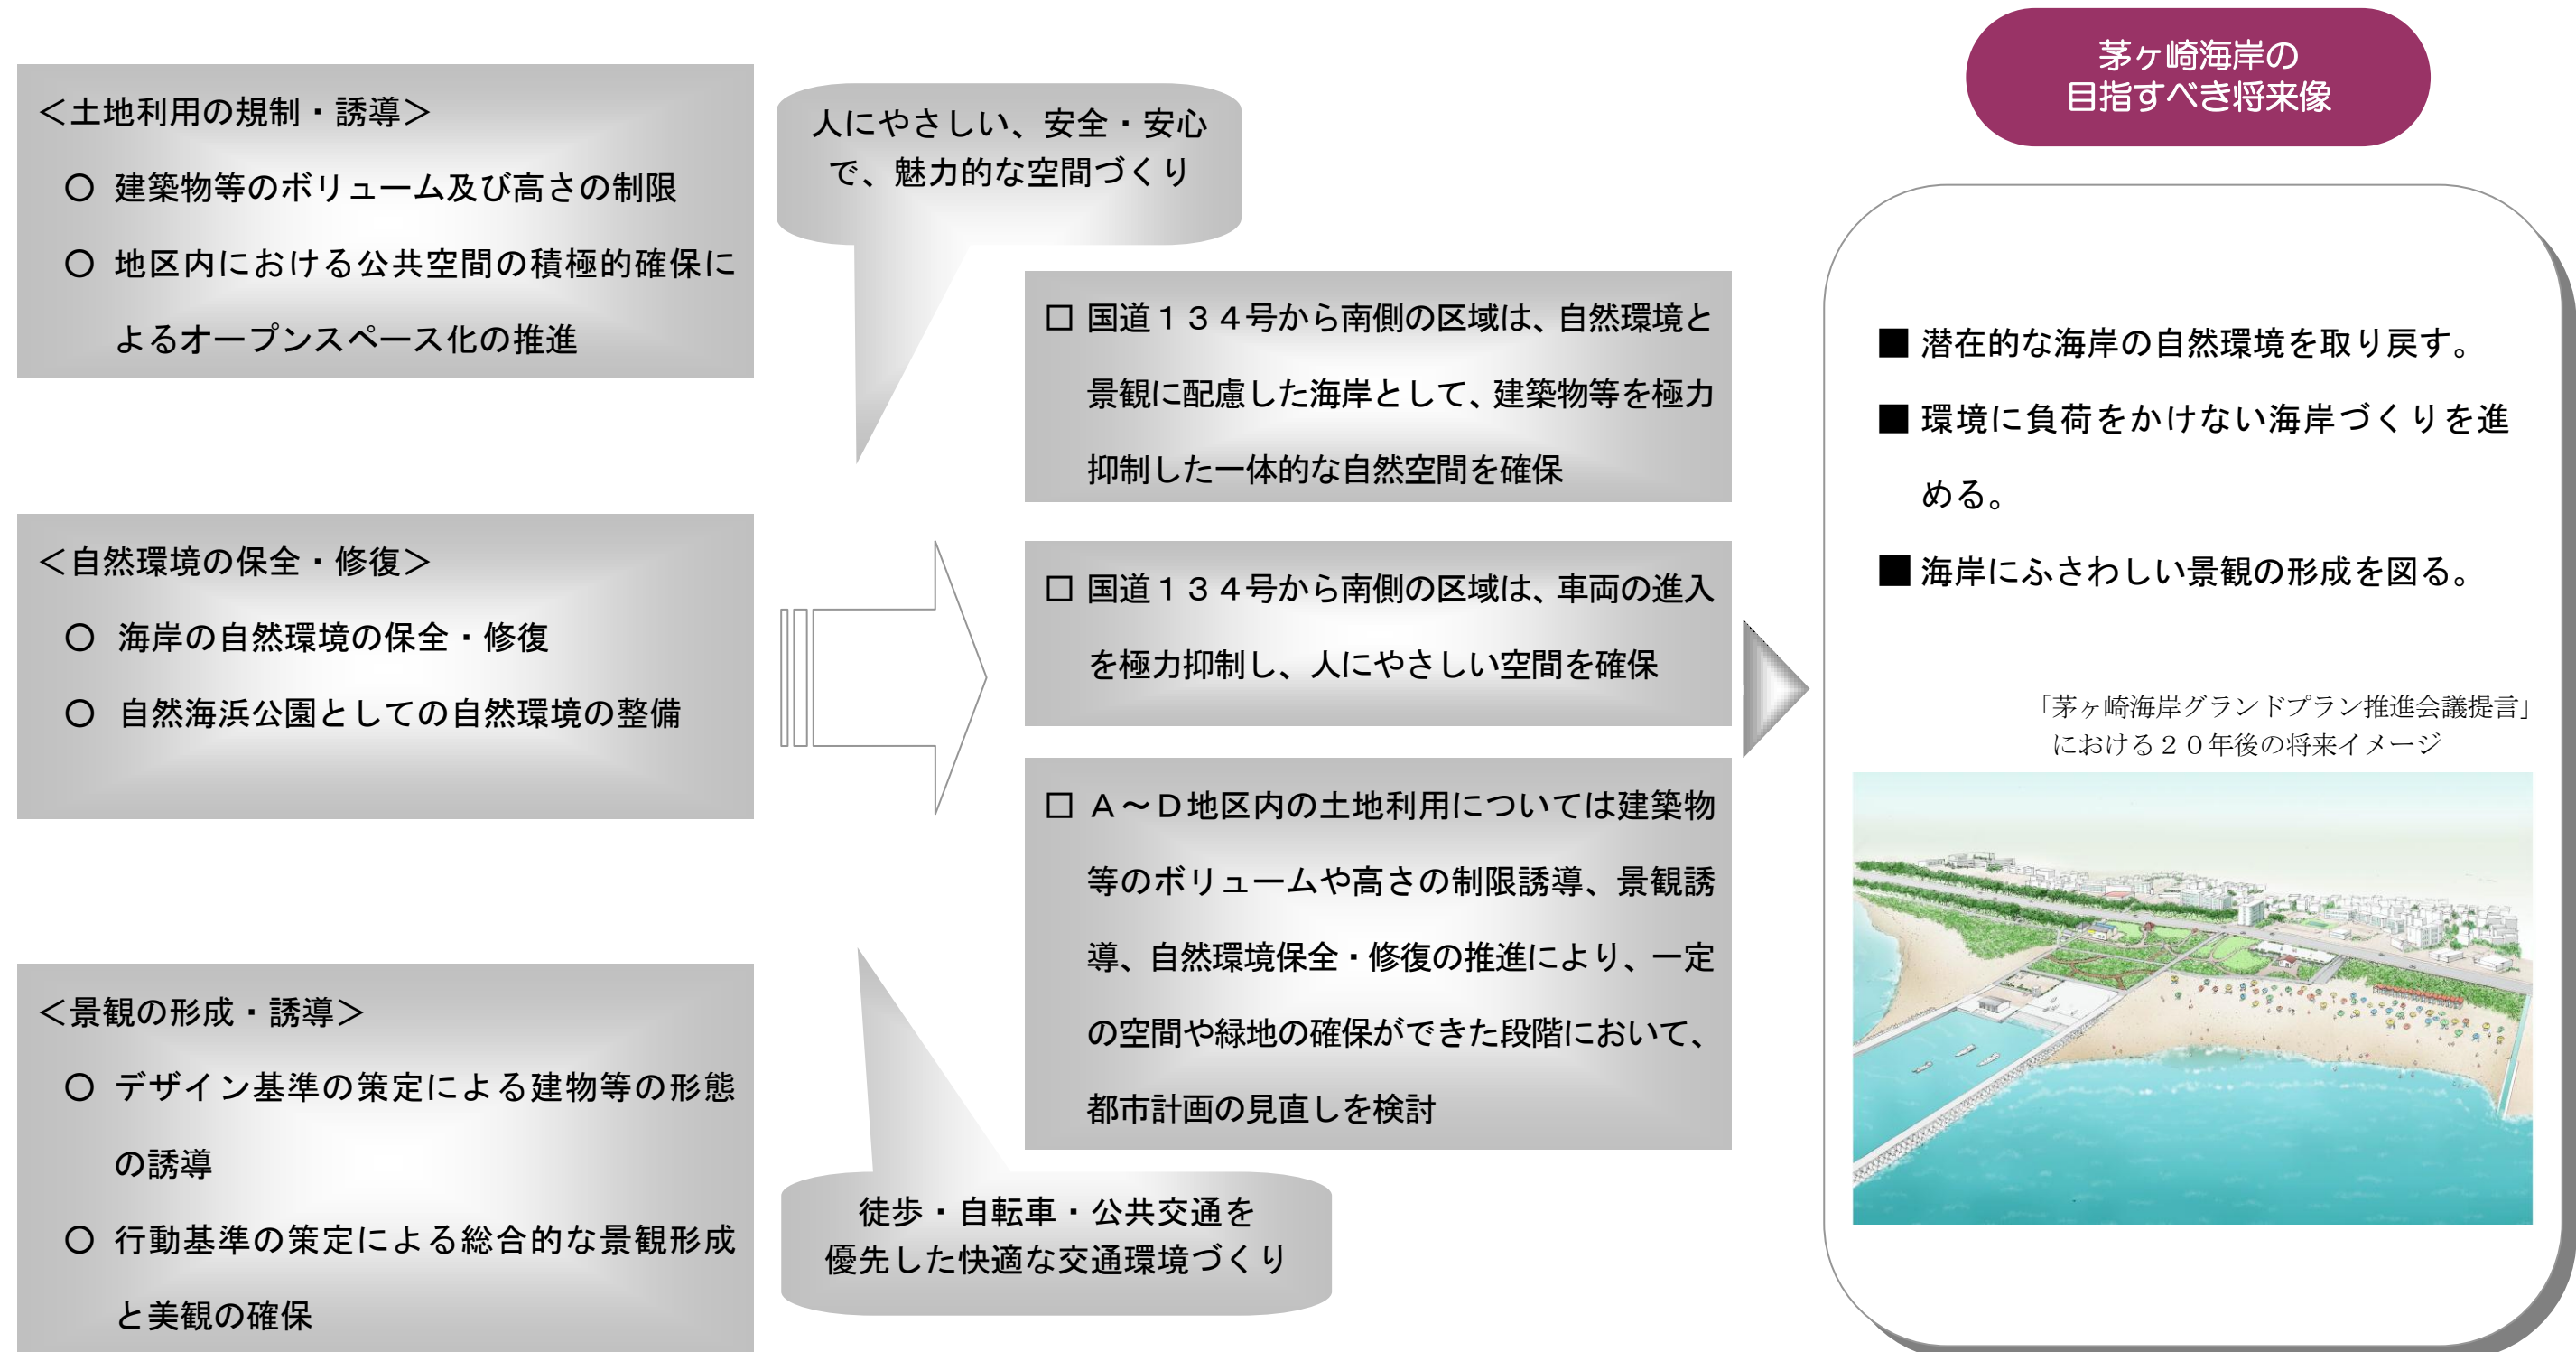 ＜土地利用の規制・誘導＞
○ 建築物等のボリューム及び高さの制限
○ 地区内における公共空間の積極的確保に
よるオープンスペース化の推進
＜自然環境の保全・修復＞
○ 海岸の自然環境の保全・修復
○ 自然海浜公園としての自然環境の整備
＜景観の形成・誘導＞
○ デザイン基準の策定による建物等の形態
の誘導
○ 行動基準の策定による総合的な景観形成
と美観の確保
人にやさしい、安全・安心
で、魅力的な空間づくり
□ 国道１３４号から南側の区域は、自然環境と
景観に配慮した海岸として、建築物等を極力
抑制した一体的な自然空間を確保
□ 国道１３４号から南側の区域は、車両の進入
を極力抑制し、人にやさしい空間を確保
□ Ａ～Ｄ地区内の土地利用については建築物
等のボリュームや高さの制限誘導、景観誘
導、自然環境保全・修復の推進により、一定
の空間や緑地の確保ができた段階において、
都市計画の見直しを検討
徒歩・自転車・公共交通を
優先した快適な交通環境づくり
茅ヶ崎海岸の
目指すべき将来像
■ 潜在的な海岸の自然環境を取り戻す。
■ 環境に負荷をかけない海岸づくりを進
める。
■ 海岸にふさわしい景観の形成を図る。
「茅ヶ崎海岸グランドプラン推進会議提言」
における２０年後の将来イメージ